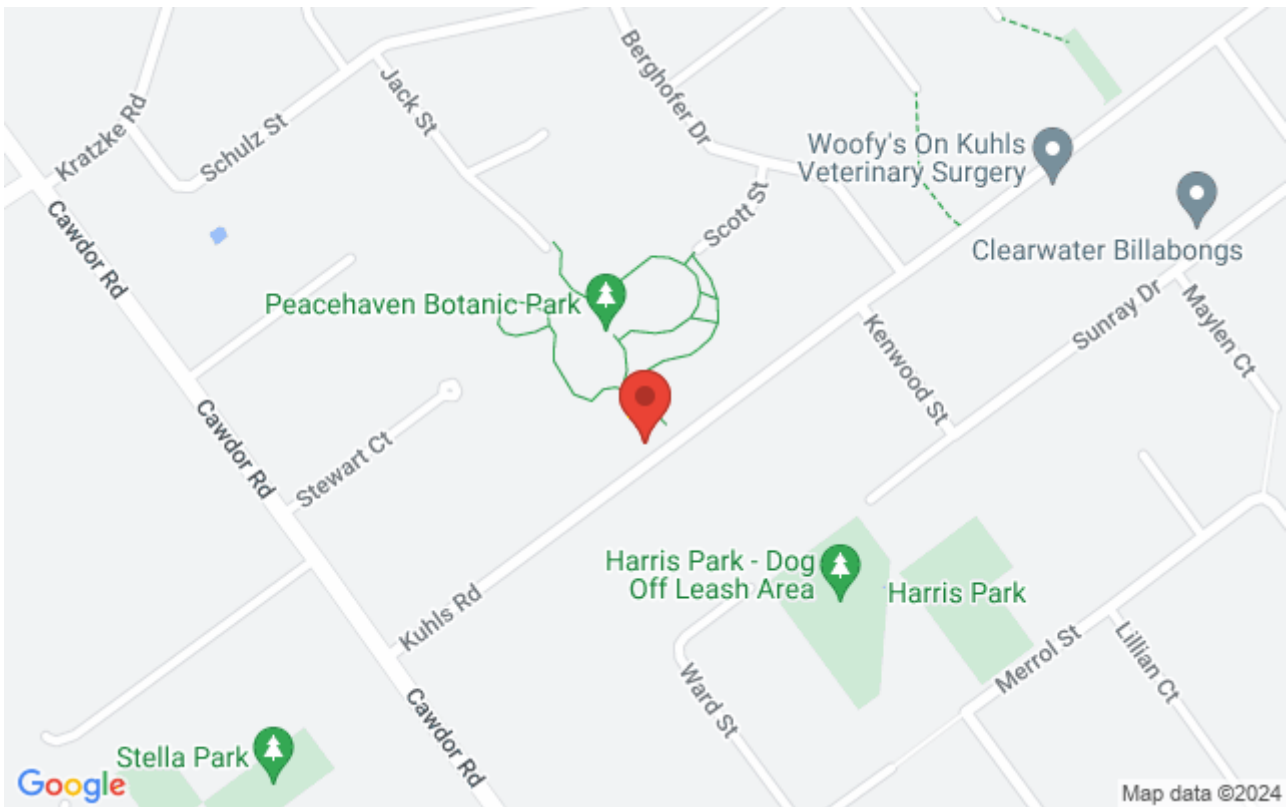 Kratzke Rd
Schulz St
Jack St
Berghofer Dr
Woofy's On Kuhls
Veterinary Surgery
Scott St
Clearwater Billabongs
Cawdor Rd
Peacehaven Botanic Park
Sunray Dr
Maylen Ct
Kenwood St
Cawdor Rd
Stewart Ct
Harris Park - Dog
Off Leash Area
Harris Park
Kuhls Rd
Merrol St
Lillian Ct
Ward St
Cawdor Rd
Stella Park
Google
Map data ©2024